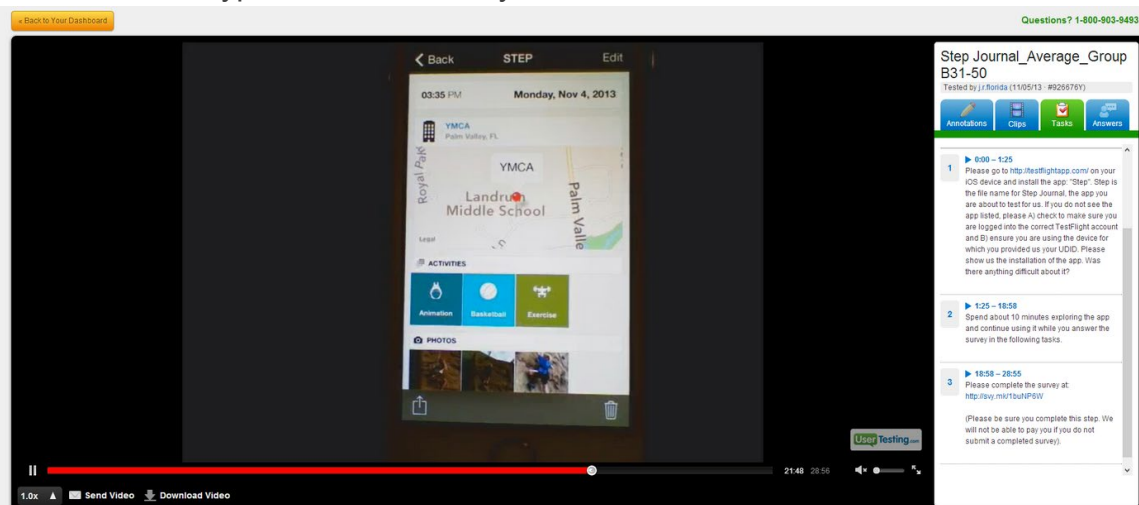 « Back to Your Dashboard
Questions? 1-800-903-9493
Back STEP Edit
03:35 PM Monday, Nov 4, 2013
YMCA
Palm Valley, FL
Royal Pak
YMCA
Landrum
Middle School
Palm Valle
Legal
ACTIVITIES
Animation Basketball Exercise
PHOTOS
UserTesting.com
21:48 28:56
1.0x Send Video Download Video
Step Journal_Average_Group
B31-50
Tested by j.r.florida (11/05/13 - #926676Y)
Annotations Clips Tasks Answers
1 0:00 – 1:25
Please go to http://testflightapp.com/ on your
iOS device and install the app: "Step". Step is
the file name for Step Journal, the app you
are about to test for us. If you do not see the
app listed, please A) check to make sure you
are logged into the correct TestFlight account
and B) ensure you are using the device for
which you provided us your UDID. Please
show us the installation of the app. Was
there anything difficult about it?
2 1:25 – 18:58
Spend about 10 minutes exploring the app
and continue using it while you answer the
survey in the following tasks.
3 18:58 – 28:55
Please complete the survey at:
http://svy.mk/1buNP6W
(Please be sure you complete this step. We
will not be able to pay you if you do not
submit a completed survey).